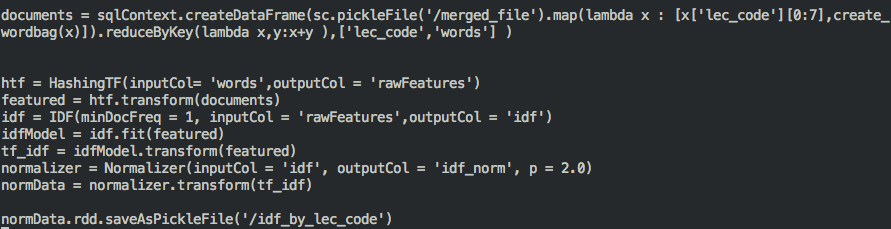 documents = sqlContext.createDataFrame(sc.pickleFile('/merged_file').map(lambda x : [x['lec_code'][0:7],create_
wordbag(x)]).reduceByKey(lambda x,y:x+y ),['lec_code','words'] )
htf = HashingTF(inputCol= 'words',outputCol = 'rawFeatures')
featured = htf.transform(documents)
idf = IDF(minDocFreq = 1, inputCol = 'rawFeatures',outputCol = 'idf')
idfModel = idf.fit(featured)
tf_idf = idfModel.transform(featured)
normalizer = Normalizer(inputCol = 'idf', outputCol = 'idf_norm', p = 2.0)
normData = normalizer.transform(tf_idf)
normData.rdd.saveAsPickleFile('/idf_by_lec_code')